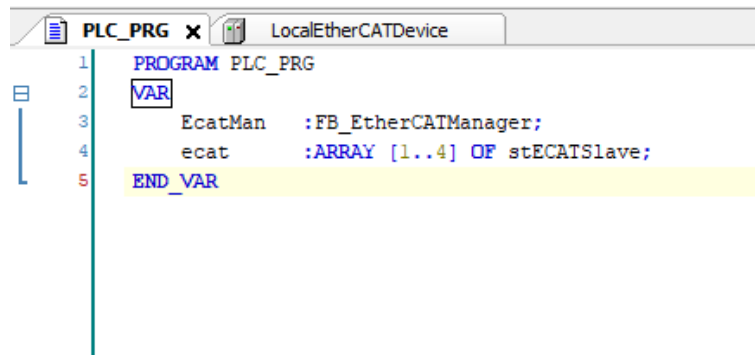 PLC_PRG LocalEtherCATDevice
1 PROGRAM PLC_PRG
2 VAR
3 EcatMan :FB_EtherCATManager;
4 ecat :ARRAY [1..4] OF stECATSlave;
5 END_VAR